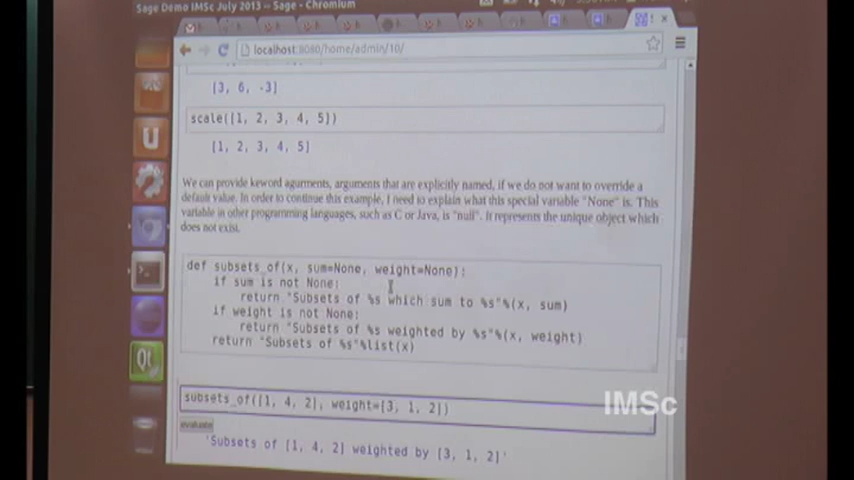 Sage Demo IMSc July 2013 - Sage - Chromium
localhost:8080/home/admin/10/
[3, 6, -3]
scale([1, 2, 3, 4, 5])
[1, 2, 3, 4, 5]
We can provide keword agurments, arguments that are explicitly named, if we do not want to override a
default value. In order to continue this example, I need to explain what this special variable "None" is. This
variable in other programming languages, such as C or Java, is "null". It represents the unique object which
does not exist.
def subsets_of(x, sum=None, weight=None):
if sum is not None:
return "Subsets of %s which sum to %s"%(x, sum)
if weight is not None:
return "Subsets of %s weighted by %s"%(x, weight)
return "Subsets of %s"%list(x)
subsets_of([1, 4, 2], weight=[3, 1, 2])
IMSc
evaluate
'Subsets of [1, 4, 2] weighted by [3, 1, 2]'